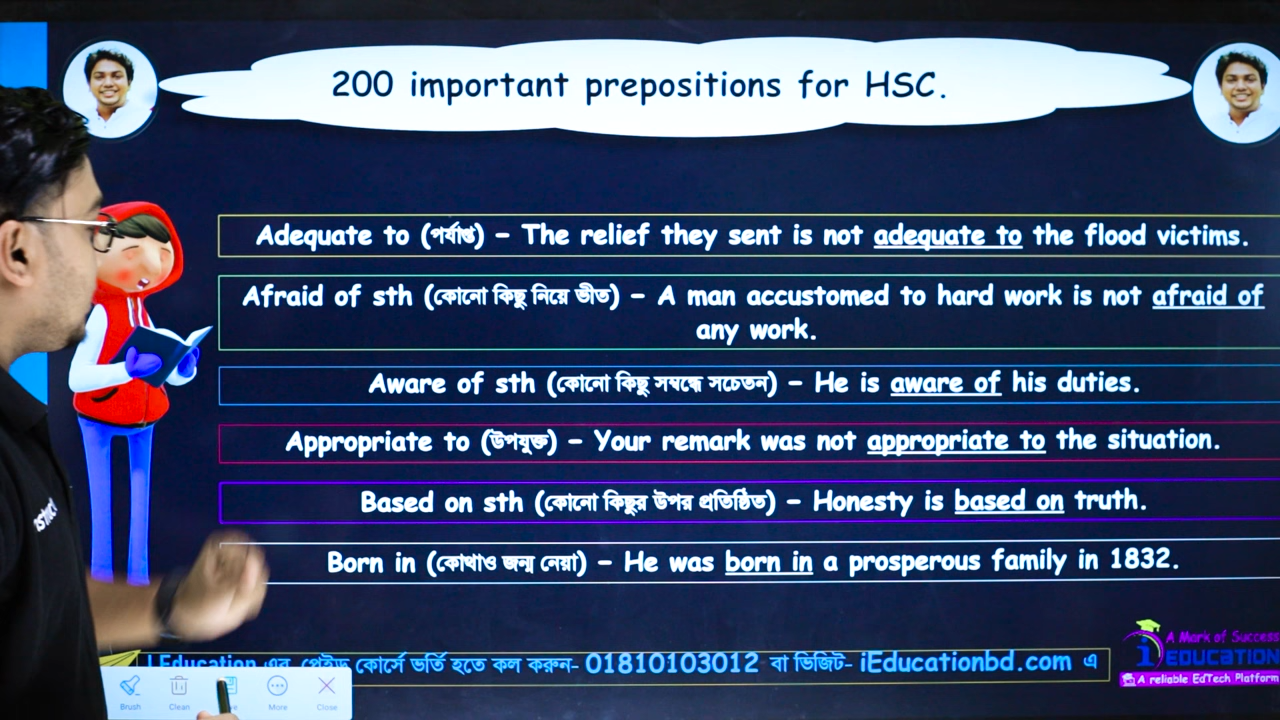 200 important prepositions for HSC.
Adequate to (পর্যাপ্ত) – The relief they sent is not adequate to the flood victims.
Afraid of sth (কোনো কিছু নিয়ে ভীত) – A man accustomed to hard work is not afraid of
any work.
Aware of sth (কোনো কিছু সম্বন্ধে সচেতন) – He is aware of his duties.
Appropriate to (উপযুক্ত) – Your remark was not appropriate to the situation.
Based on sth (কোনো কিছুর উপর প্রতিষ্ঠিত) – Honesty is based on truth.
Born in (কোথাও জন্ম নেয়া) – He was born in a prosperous family in 1832.
I Education এর পেইড কোর্সে ভর্তি হতে কল করুন- 01810103012 বা ভিজিট- iEducationbd.com এ
A Mark of Success
iEDUCATION
A reliable EdTech Platform
Brush Clean More Close